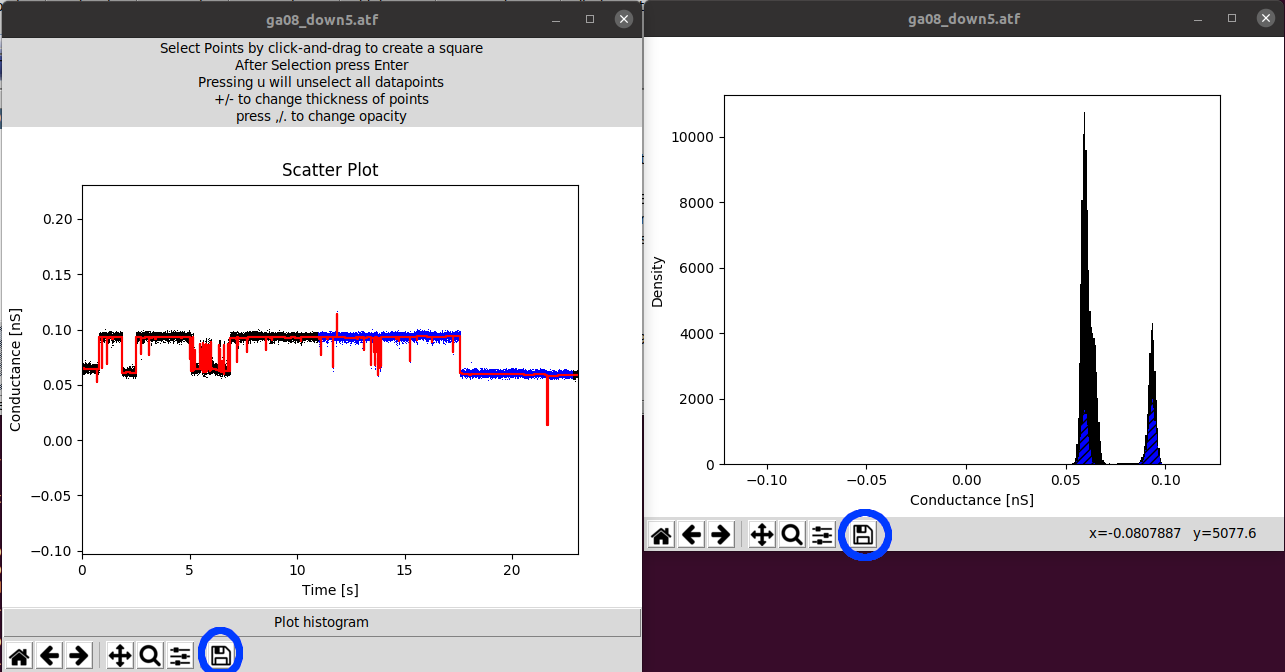 ga08_down5.atf
Select Points by click-and-drag to create a square
After Selection press Enter
Pressing u will unselect all datapoints
+/- to change thickness of points
press ,/. to change opacity
Scatter Plot
0.20
0.15
0.10
0.05
0.00
−0.05
−0.10
Conductance [nS]
0 5 10 15 20
Time [s]
Plot histogram
ga08_down5.atf
10000
8000
6000
4000
2000
0
Density
−0.10 −0.05 0.00 0.05 0.10
Conductance [nS]
x=-0.0807887 y=5077.6